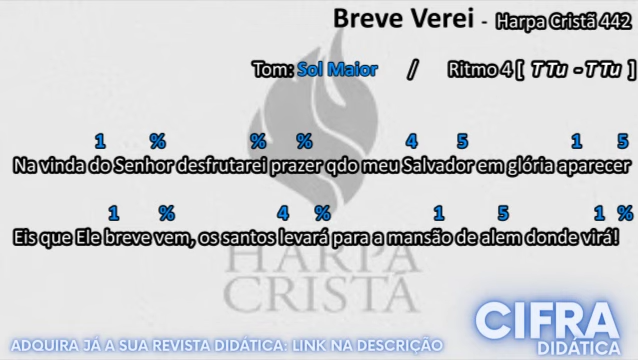 Breve Verei - Harpa Cristã 442
Tom: Sol Maior / Ritmo 4 [ T Tu - T Tu ]
1 % % % 4 5 1 5
Na vinda do Senhor desfrutarei prazer qdo meu Salvador em glória aparecer
1 % 4 % 1 5 1 %
Eis que Ele breve vem, os santos levará para a mansão de alem donde virá!
HARPA
CRISTÃ
CIFRA
DIDÁTICA
ADQUIRA JÁ A SUA REVISTA DIDÁTICA: LINK NA DESCRIÇÃO